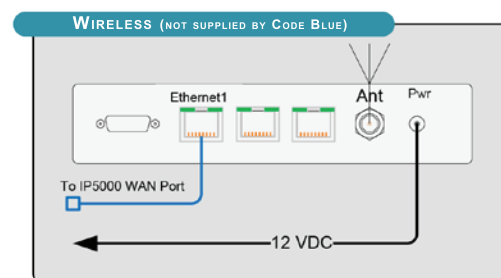 WIRELESS (NOT SUPPLIED BY CODE BLUE)
Ethernet1
Ant
Pwr
To IP5000 WAN Port
12 VDC